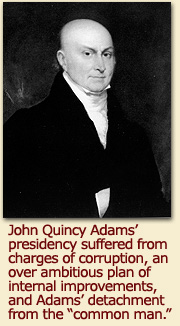 John Quincy Adams’
presidency suffered from
charges of corruption, an
over ambitious plan of
internal improvements,
and Adams’ detachment
from the “common man.”